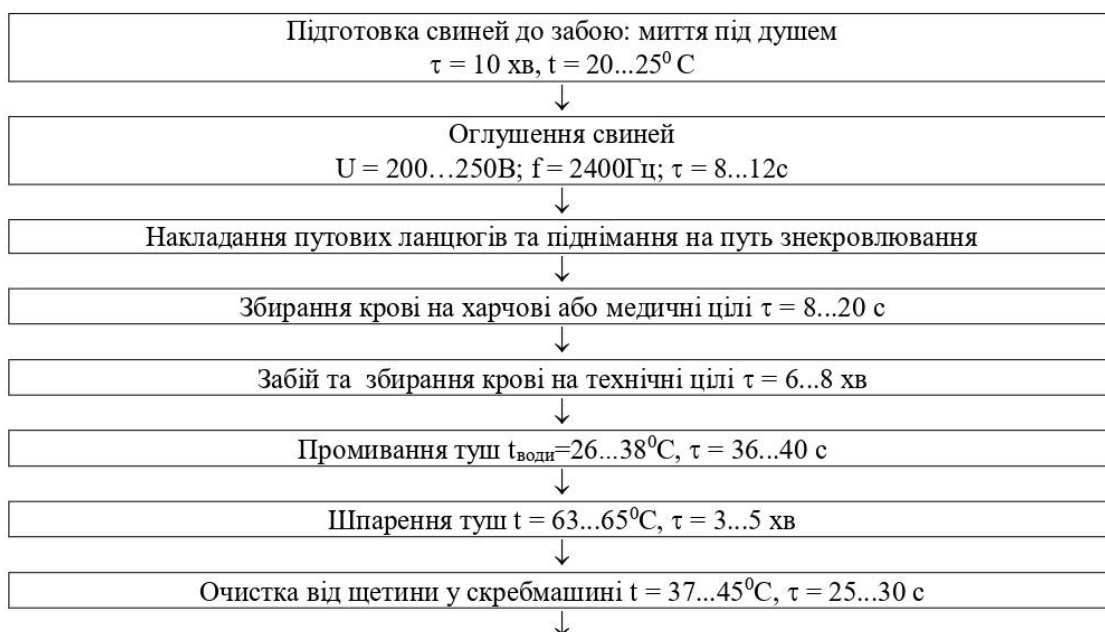 Підготовка свиней до забою: миття під душем
τ = 10 хв, t = 20...25⁰ С
↓
Оглушення свиней
U = 200…250В; f = 2400Гц; τ = 8...12с
↓
Накладання путових ланцюгів та піднімання на путь знекровлювання
↓
Збирання крові на харчові або медичні цілі τ = 8...20 с
↓
Забій та збирання крові на технічні цілі τ = 6...8 хв
↓
Промивання туш tводи=26...38⁰С, τ = 36...40 с
↓
Шпарення туш t = 63...65⁰С, τ = 3...5 хв
↓
Очистка від щетини у скребмашині t = 37...45⁰С, τ = 25...30 с
↓